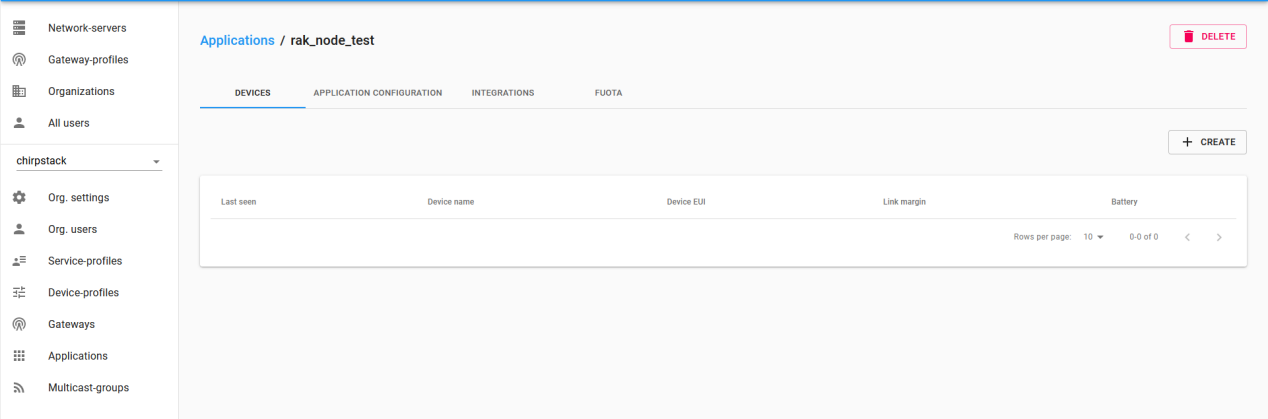 Network-servers
Gateway-profiles
Organizations
All users
chirpstack
Org. settings
Org. users
Service-profiles
Device-profiles
Gateways
Applications
Multicast-groups
Applications / rak_node_test
DELETE
DEVICES APPLICATION CONFIGURATION INTEGRATIONS FUOTA
CREATE
Last seen Device name Device EUI Link margin Battery
Rows per page: 10 0-0 of 0